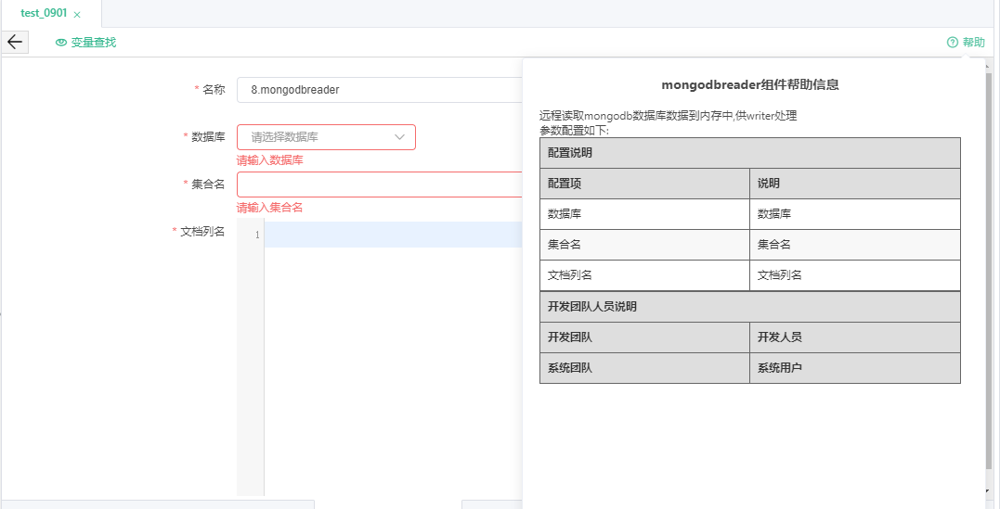 test_0901
变量查找
帮助
* 名称 8.mongodbreader
* 数据库 请选择数据库
请输入数据库
* 集合名
请输入集合名
* 文档列名 1
mongodbreader组件帮助信息
远程读取mongodb数据库数据到内存中,供writer处理
参数配置如下:
配置说明
配置项 说明
数据库 数据库
集合名 集合名
文档列名 文档列名
开发团队人员说明
开发团队 开发人员
系统团队 系统用户